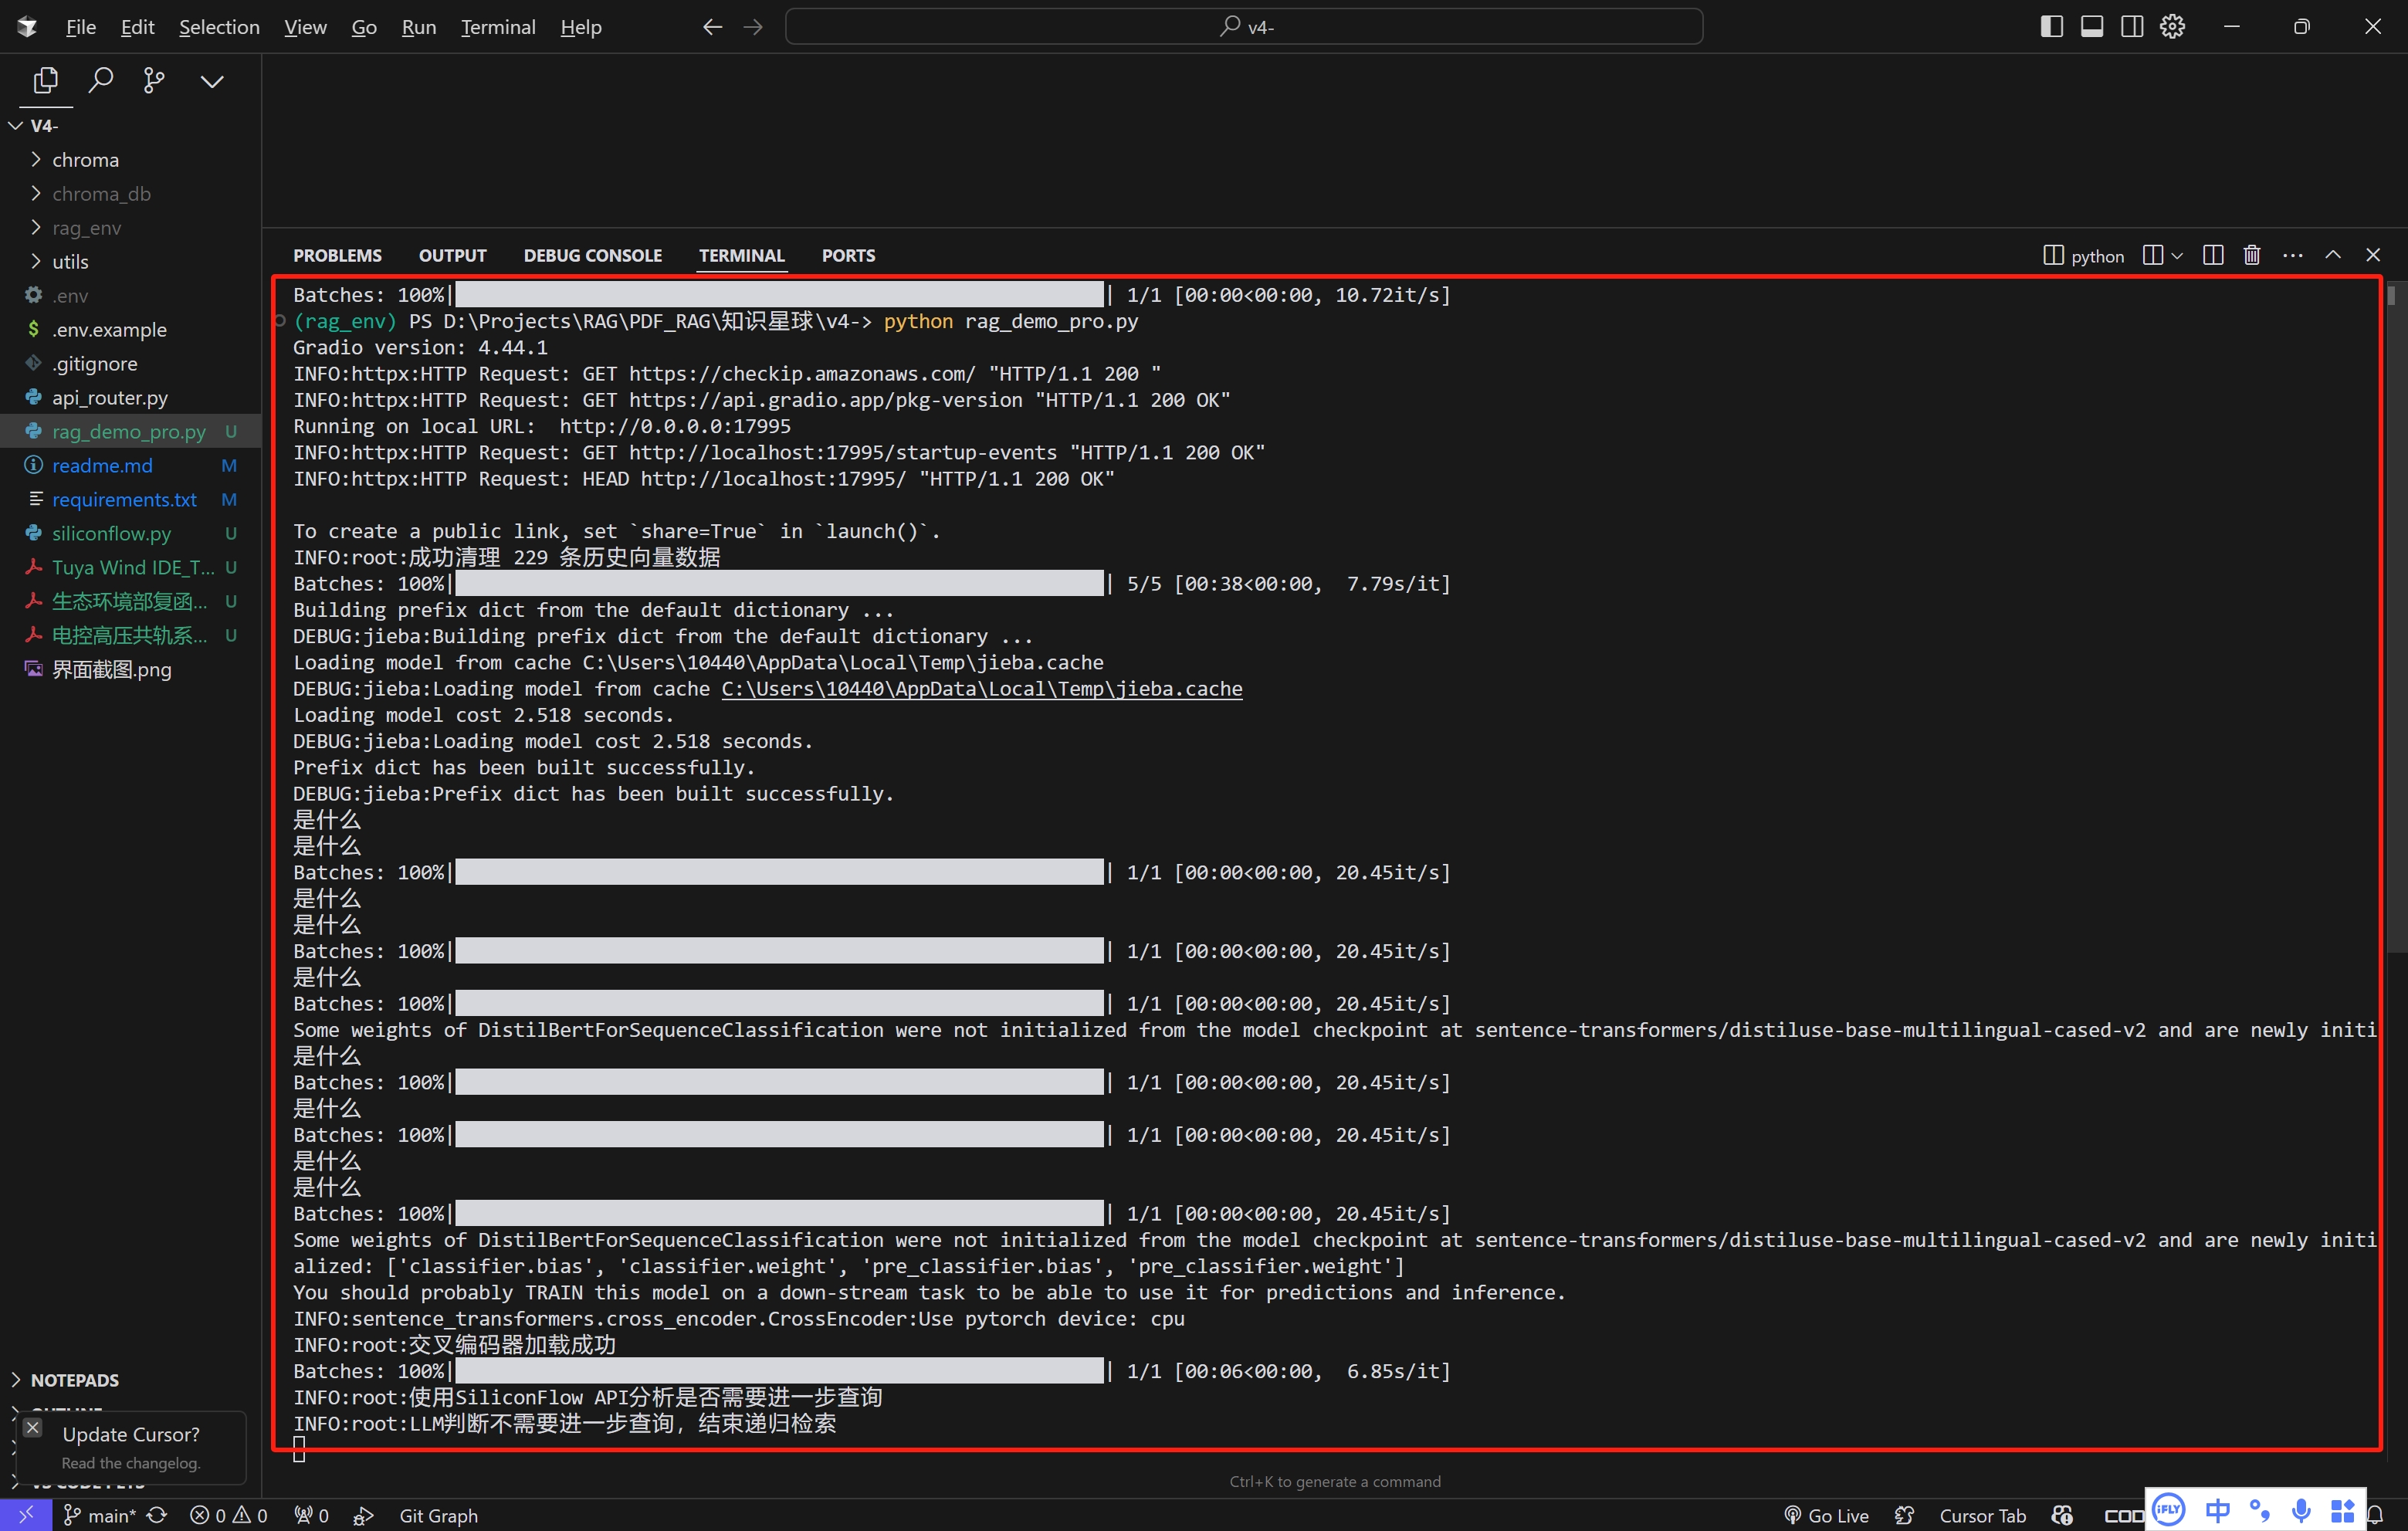 File Edit Selection View Go Run Terminal Help
v4-
V4-
chroma
chroma_db
rag_env
utils
.env
.env.example
.gitignore
api_router.py
rag_demo_pro.py U
readme.md M
requirements.txt M
siliconflow.py U
Tuya Wind IDE_T... U
生态环境部复函... U
电控高压共轨系... U
界面截图.png
NOTEPADS
Update Cursor?
Read the changelog.
PROBLEMS OUTPUT DEBUG CONSOLE TERMINAL PORTS
python
Batches: 100%| | 1/1 [00:00<00:00, 10.72it/s]
(rag_env) PS D:\Projects\RAG\PDF_RAG\知识星球\v4-> python rag_demo_pro.py
Gradio version: 4.44.1
INFO:httpx:HTTP Request: GET https://checkip.amazonaws.com/ "HTTP/1.1 200 "
INFO:httpx:HTTP Request: GET https://api.gradio.app/pkg-version "HTTP/1.1 200 OK"
Running on local URL:  http://0.0.0.0:17995
INFO:httpx:HTTP Request: GET http://localhost:17995/startup-events "HTTP/1.1 200 OK"
INFO:httpx:HTTP Request: HEAD http://localhost:17995/ "HTTP/1.1 200 OK"
To create a public link, set `share=True` in `launch()`.
INFO:root:成功清理 229 条历史向量数据
Batches: 100%| | 5/5 [00:38<00:00,  7.79s/it]
Building prefix dict from the default dictionary ...
DEBUG:jieba:Building prefix dict from the default dictionary ...
Loading model from cache C:\Users\10440\AppData\Local\Temp\jieba.cache
DEBUG:jieba:Loading model from cache C:\Users\10440\AppData\Local\Temp\jieba.cache
Loading model cost 2.518 seconds.
DEBUG:jieba:Loading model cost 2.518 seconds.
Prefix dict has been built successfully.
DEBUG:jieba:Prefix dict has been built successfully.
是什么
是什么
Batches: 100%| | 1/1 [00:00<00:00, 20.45it/s]
是什么
是什么
Batches: 100%| | 1/1 [00:00<00:00, 20.45it/s]
是什么
Batches: 100%| | 1/1 [00:00<00:00, 20.45it/s]
Some weights of DistilBertForSequenceClassification were not initialized from the model checkpoint at sentence-transformers/distiluse-base-multilingual-cased-v2 and are newly initi
是什么
Batches: 100%| | 1/1 [00:00<00:00, 20.45it/s]
是什么
Batches: 100%| | 1/1 [00:00<00:00, 20.45it/s]
是什么
是什么
Batches: 100%| | 1/1 [00:00<00:00, 20.45it/s]
Some weights of DistilBertForSequenceClassification were not initialized from the model checkpoint at sentence-transformers/distiluse-base-multilingual-cased-v2 and are newly initi
alized: ['classifier.bias', 'classifier.weight', 'pre_classifier.bias', 'pre_classifier.weight']
You should probably TRAIN this model on a down-stream task to be able to use it for predictions and inference.
INFO:sentence_transformers.cross_encoder.CrossEncoder:Use pytorch device: cpu
INFO:root:交叉编码器加载成功
Batches: 100%| | 1/1 [00:06<00:00,  6.85s/it]
INFO:root:使用SiliconFlow API分析是否需要进一步查询
INFO:root:LLM判断不需要进一步查询，结束递归检索
Ctrl+K to generate a command
main* 0 0 0 Git Graph Go Live Cursor Tab COD iFLY 中